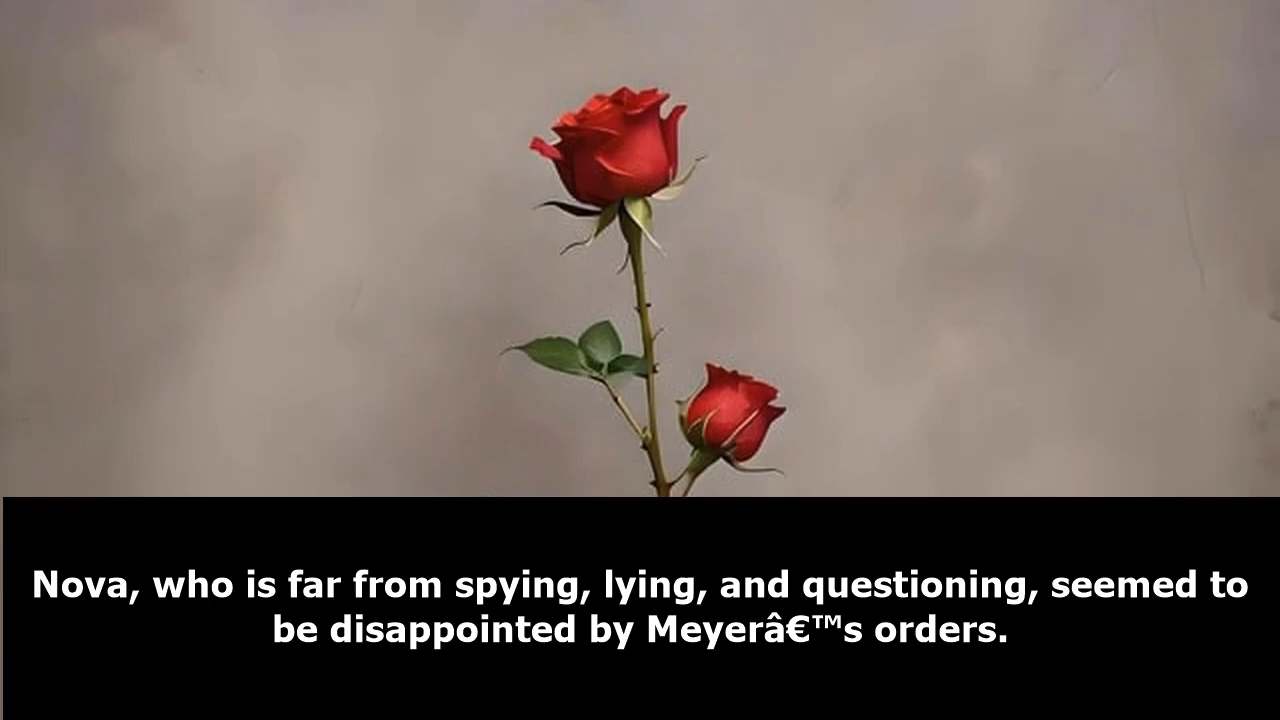 Nova, who is far from spying, lying, and questioning, seemed to
be disappointed by Meyerâ€™s orders.